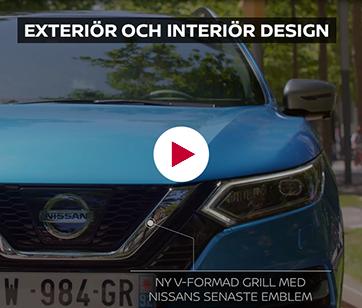 EXTERIÖR OCH INTERIÖR DESIGN
NISSAN
NY V-FORMAD GRILL MED
NISSANS SENASTE EMBLEM
W -984-GR